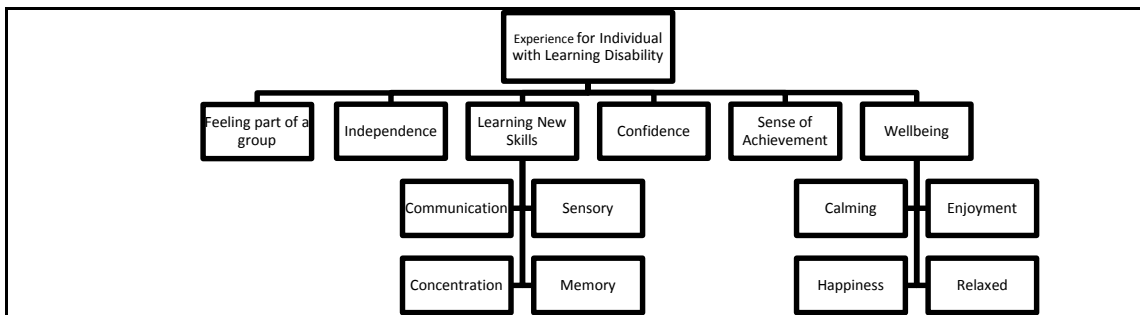 Experience for Individual
with Learning Disability
Feeling part of a
group
Independence
Learning New
Skills
Confidence
Sense of
Achievement
Wellbeing
Communication
Sensory
Calming
Enjoyment
Concentration
Memory
Happiness
Relaxed